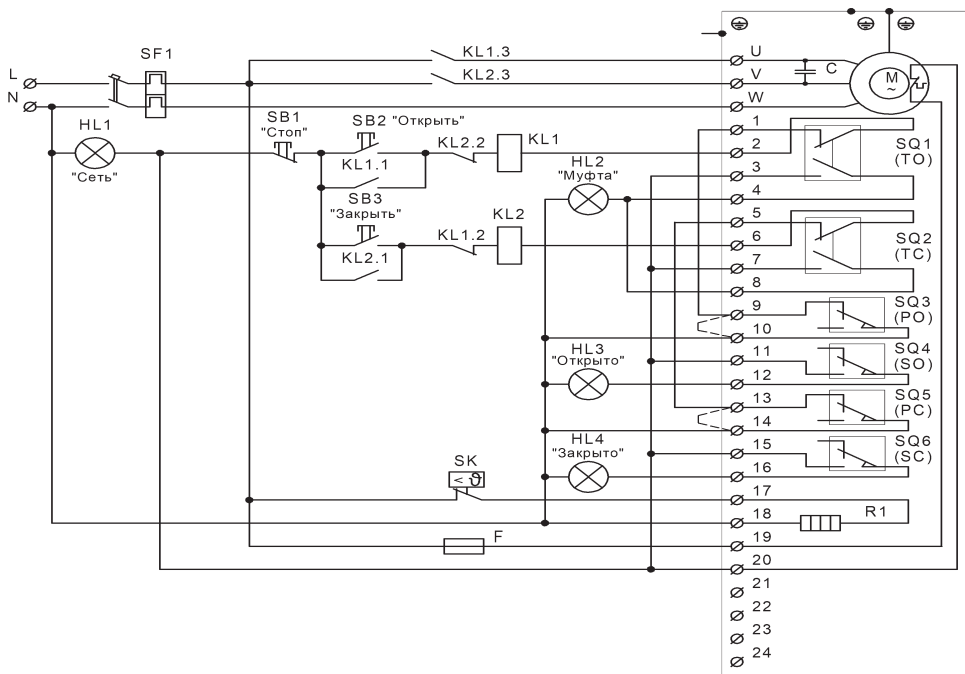 SF1
L
N
HL1
"Сеть"
SB1
"Стоп"
SB2 "Открыть"
KL1.1
SB3
"Закрыть"
KL2.1
KL2.2
KL1
KL1.2
KL2
KL1.3
KL2.3
HL2
"Муфта"
HL3
"Открыто"
HL4
"Закрыто"
SK
< ϑ
F
U
V
W
1
2
3
4
5
6
7
8
9
10
11
12
13
14
15
16
17
18
19
20
21
22
23
24
C
M
~
SQ1
(TO)
SQ2
(TC)
SQ3
(PO)
SQ4
(SO)
SQ5
(PC)
SQ6
(SC)
R1